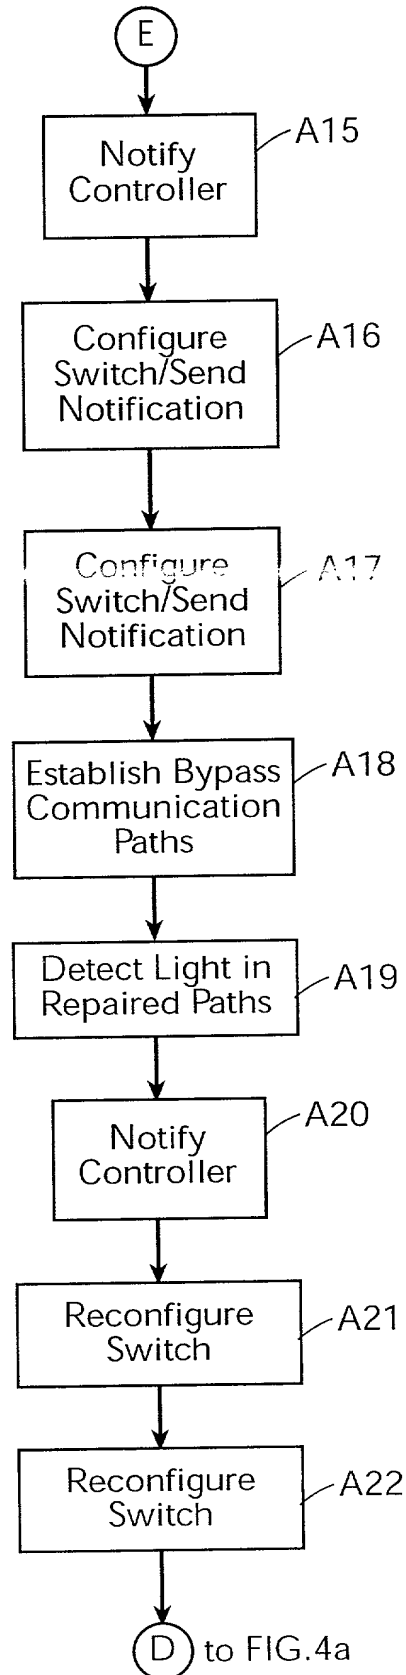 E
Notify
Controller
A15
Configure
Switch/Send
Notification
A16
Configure
Switch/Send
Notification
A17
Establish Bypass
Communication
Paths
A18
Detect Light in
Repaired Paths
A19
Notify
Controller
A20
Reconfigure
Switch
A21
Reconfigure
Switch
A22
D to FIG.4a